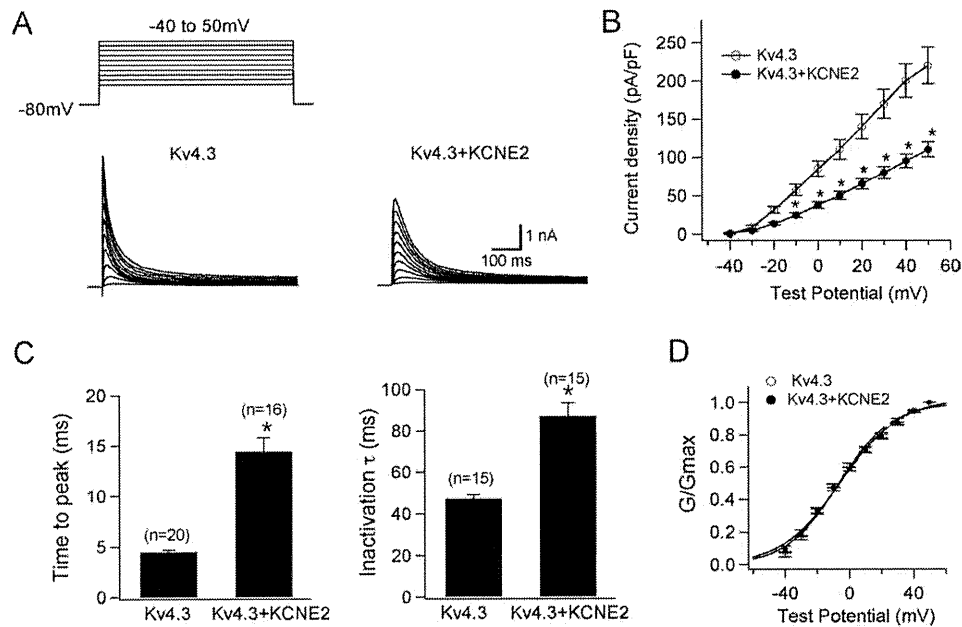 A
-40 to 50mV
-80mV
Kv4.3
Kv4.3+KCNE2
1 nA
100 ms
B
Kv4.3
Kv4.3+KCNE2
Current density (pA/pF)
250
200
150
100
50
0
-40 -20 0 20 40 60
Test Potential (mV)
* * * * * * *
C
Time to peak (ms)
20
15
10
5
0
(n=20)
(n=16)
*
Kv4.3 Kv4.3+KCNE2
Inactivation τ (ms)
100
80
60
40
20
0
(n=15)
(n=15)
*
Kv4.3 Kv4.3+KCNE2
D
Kv4.3
Kv4.3+KCNE2
G/Gmax
1.0
0.8
0.6
0.4
0.2
0.0
-40 0 40
Test Potential (mV)